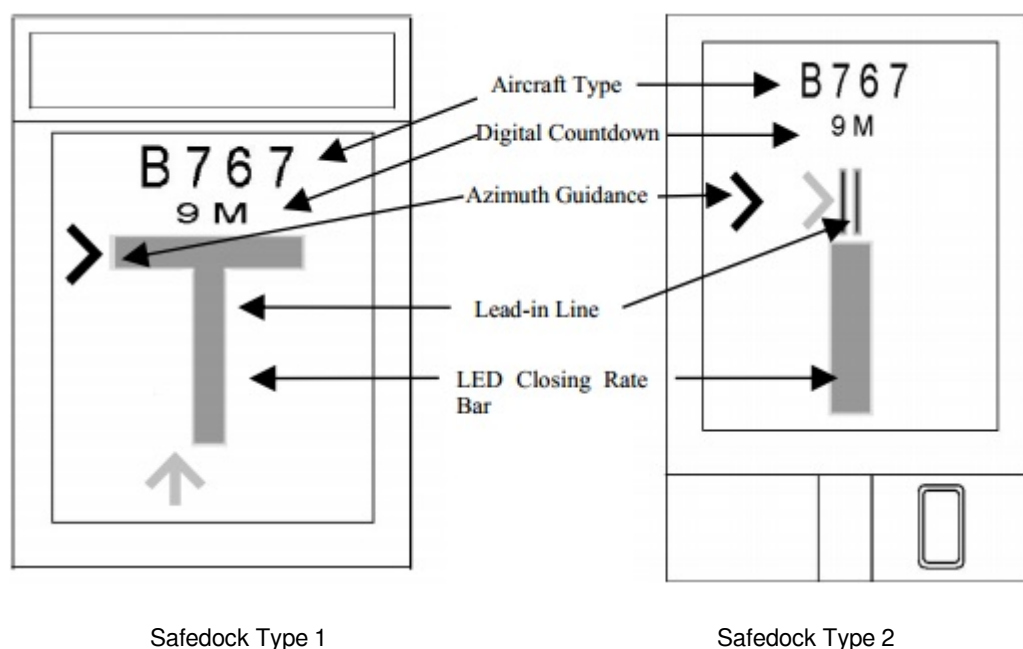 Aircraft Type
B767
B767
Digital Countdown
9 M
9 M
Azimuth Guidance
Lead-in Line
LED Closing Rate
Bar
Safedock Type 1
Safedock Type 2